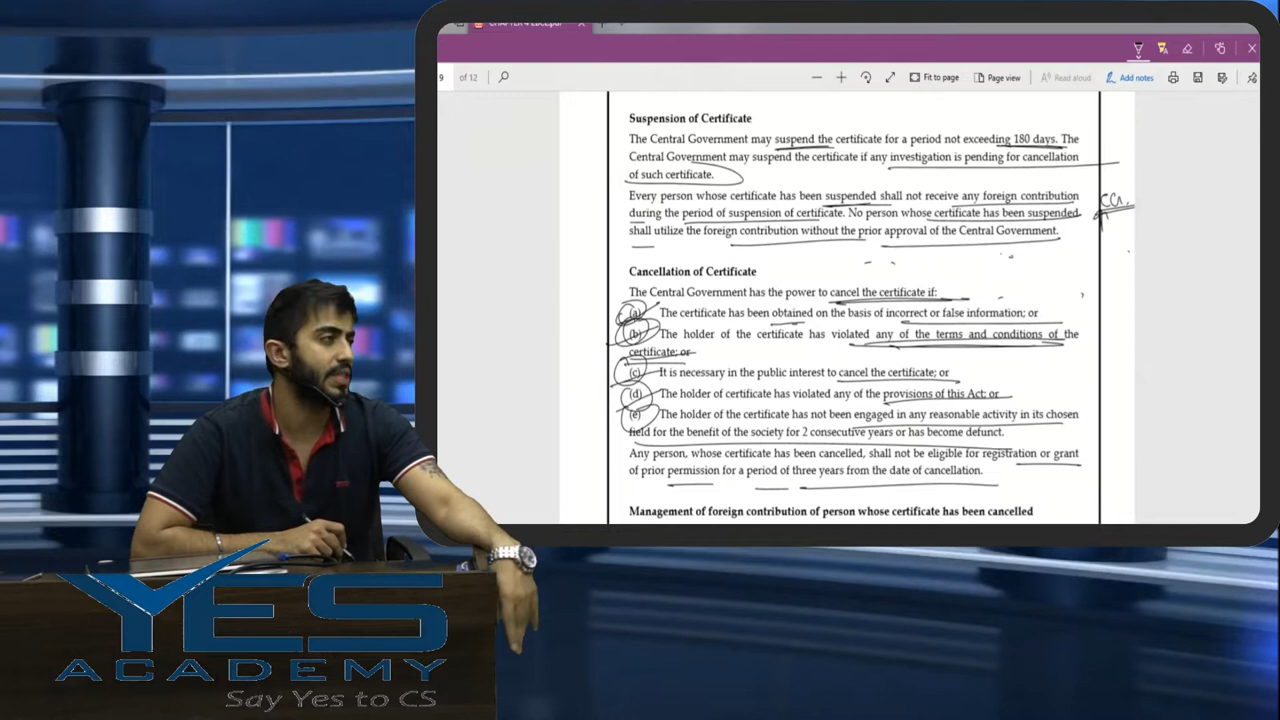 9 of 12
Fit to page
Page view
Read aloud
Add notes
Suspension of Certificate
The Central Government may suspend the certificate for a period not exceeding 180 days. The
Central Government may suspend the certificate if any investigation is pending for cancellation
of such certificate.
Every person whose certificate has been suspended shall not receive any foreign contribution
during the period of suspension of certificate. No person whose certificate has been suspended
shall utilize the foreign contribution without the prior approval of the Central Government.
Cancellation of Certificate
The Central Government has the power to cancel the certificate if:
(a) The certificate has been obtained on the basis of incorrect or false information; or
(b) The holder of the certificate has violated any of the terms and conditions of the
certificate; or
(c) It is necessary in the public interest to cancel the certificate; or
(d) The holder of certificate has violated any of the provisions of this Act; or
(e) The holder of the certificate has not been engaged in any reasonable activity in its chosen
field for the benefit of the society for 2 consecutive years or has become defunct.
Any person, whose certificate has been cancelled, shall not be eligible for registration or grant
of prior permission for a period of three years from the date of cancellation.
Management of foreign contribution of person whose certificate has been cancelled
YES
ACADEMY
Say Yes to CS